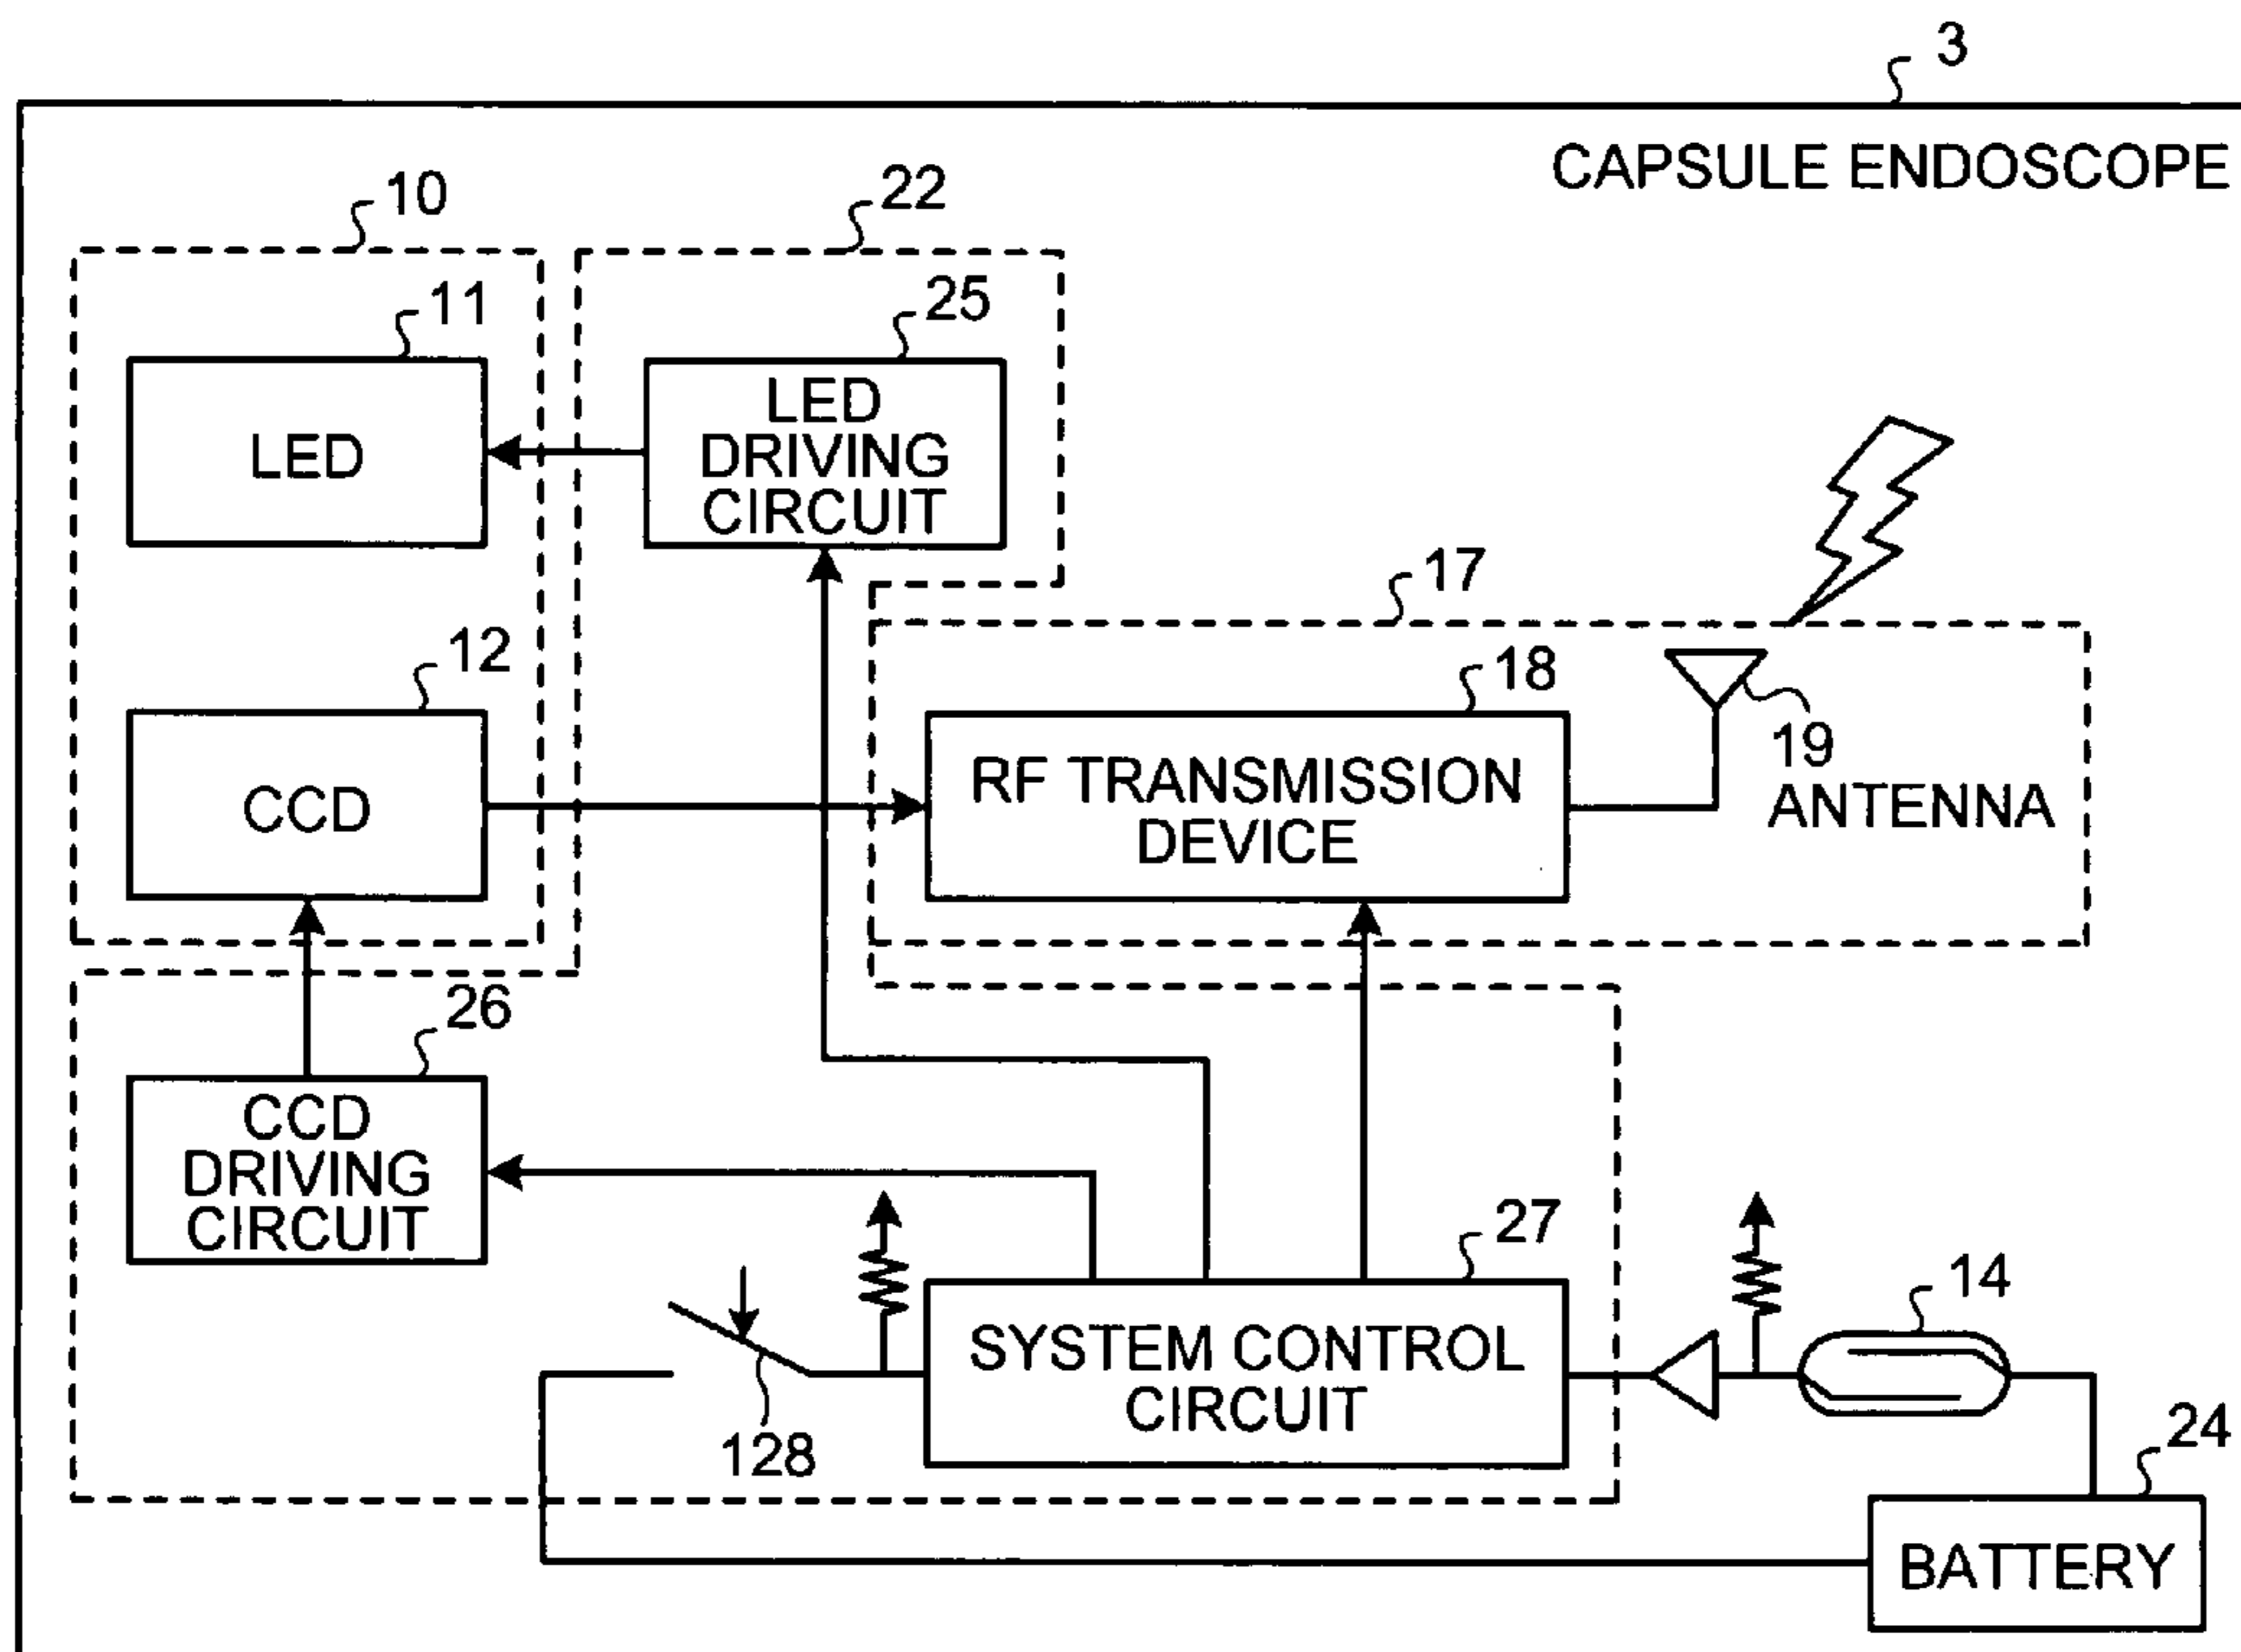 3
CAPSULE ENDOSCOPE
10
22
11
25
LED
LED
DRIVING
CIRCUIT
17
12
18
19
ANTENNA
CCD
RF TRANSMISSION
DEVICE
26
CCD
DRIVING
CIRCUIT
27
14
SYSTEM CONTROL
CIRCUIT
128
24
BATTERY